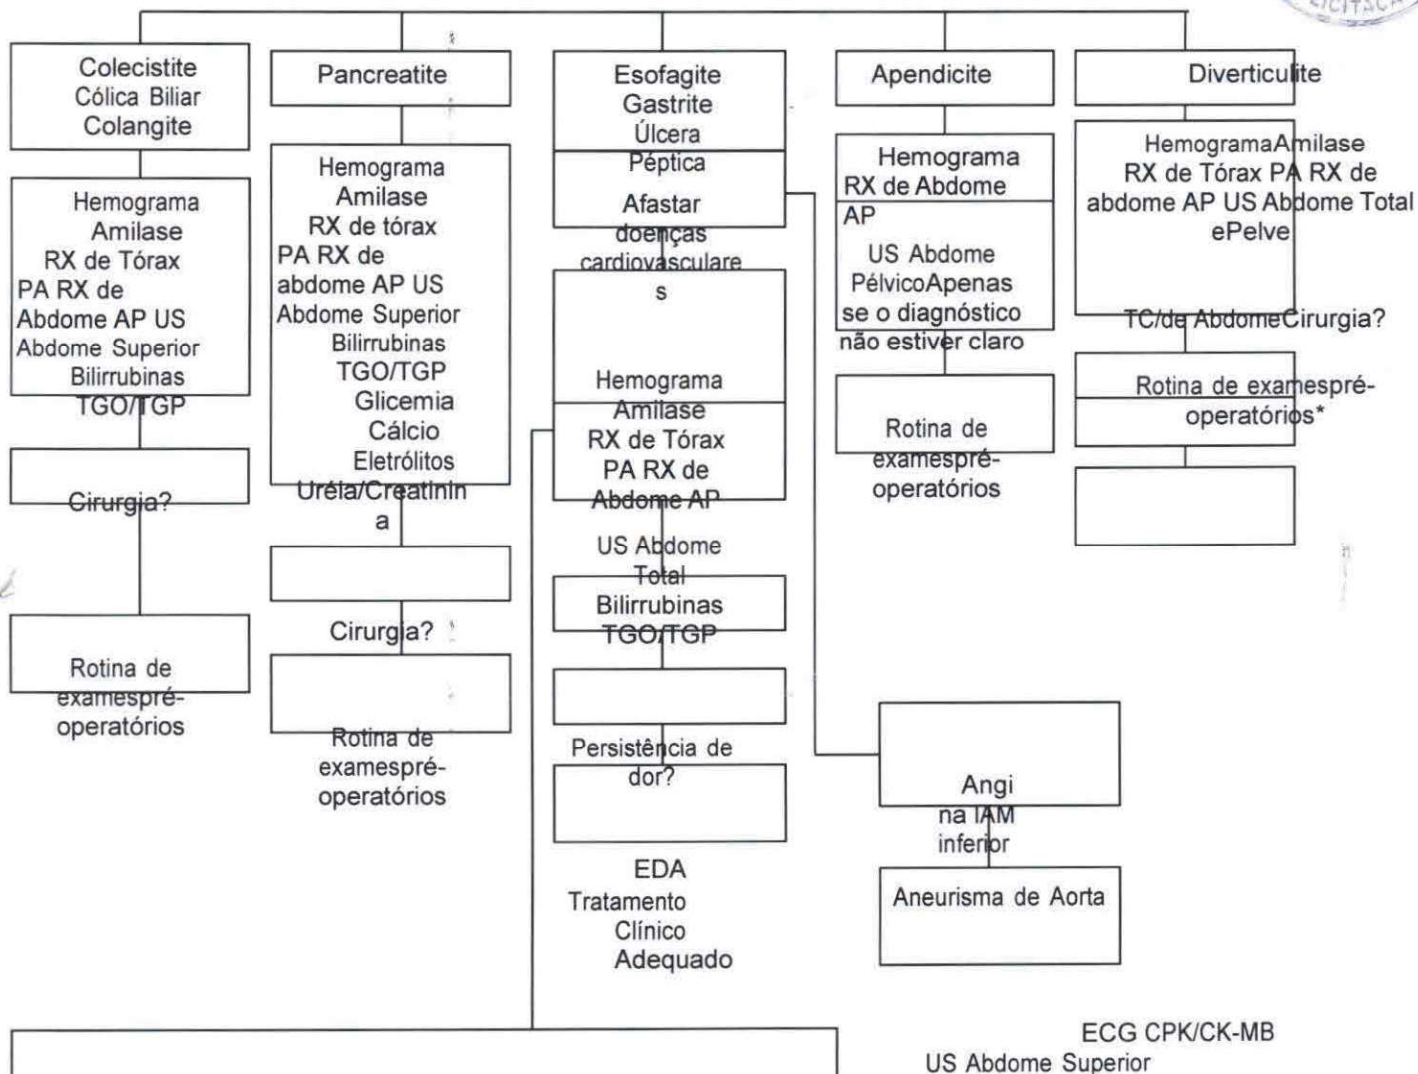 LICITAÇÃ
Colecistite
Cólica Biliar
Colangite
Hemograma
Amilase
RX de Tórax
PA RX de
Abdome AP US
Abdome Superior
Bilirrubinas
TGO/TGP
Cirurgia?
Rotina de
examespré-
operatórios
Pancreatite
Hemograma
Amilase
RX de tórax
PA RX de
abdome AP US
Abdome Superior
Bilirrubinas
TGO/TGP
Glicemia
Cálcio
Eletrólitos
Uréia/Creatinin
a
Cirurgia?
Rotina de
examespré-
operatórios
Esofagite
Gastrite
Úlcera
Péptica
Afastar
doenças
cardiovasculare
s
Hemograma
Amilase
RX de Tórax
PA RX de
Abdome AP
US Abdome
Total
Bilirrubinas
TGO/TGP
Persistência de
dor?
EDA
Tratamento
Clínico
Adequado
Apendicite
Hemograma
RX de Abdome
AP
US Abdome
PélvicoApenas
se o diagnóstico
não estiver claro
Rotina de
examespré-
operatórios
Diverticulite
HemogramaAmilase
RX de Tórax PA RX de
abdome AP US Abdome Total
ePelve
TC/de AbdomeCirurgia?
Rotina de examespré-
operatórios*
Angi
na IAM
inferior
Aneurisma de Aorta
ECG CPK/CK-MB
US Abdome Superior